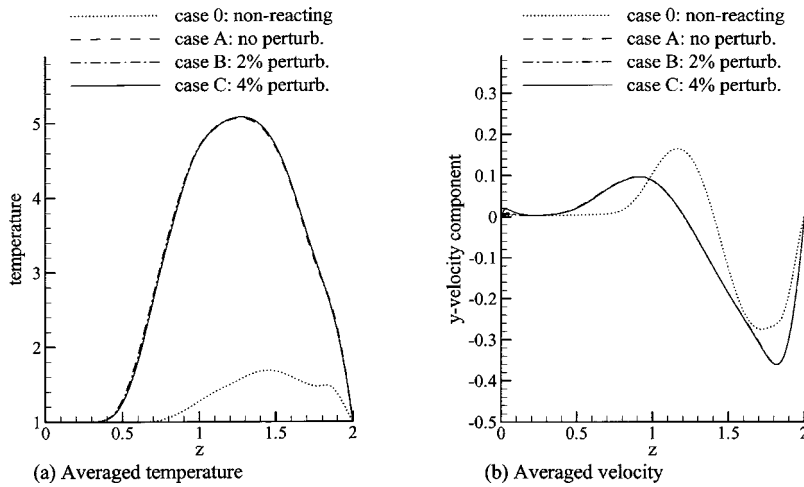 case 0: non-reacting
case A: no perturb.
case B: 2% perturb.
case C: 4% perturb.
5
4
3
2
1
temperature
0
0.5
1
1.5
2
z
(a) Averaged temperature
case 0: non-reacting
case A: no perturb.
case B: 2% perturb.
case C: 4% perturb.
0.3
0.2
0.1
0
-0.1
-0.2
-0.3
-0.4
-0.5
y-velocity component
0
0.5
1
1.5
2
z
(b) Averaged velocity